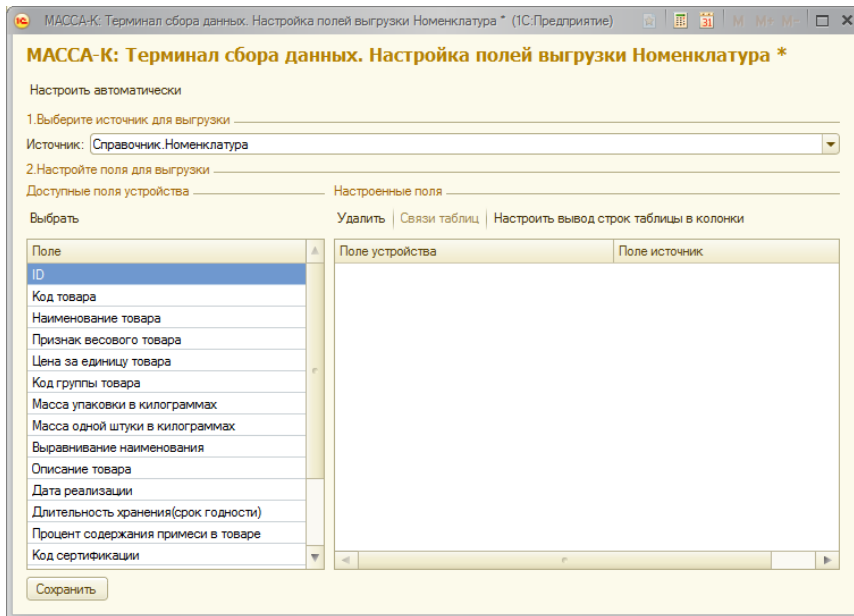 МАССА-К: Терминал сбора данных. Настройка полей выгрузки Номенклатура * (1С:Предприятие)
31 M M+ M-
МАССА-К: Терминал сбора данных. Настройка полей выгрузки Номенклатура *
Настроить автоматически
1.Выберите источник для выгрузки
Источник: Справочник.Номенклатура
2.Настройте поля для выгрузки
Доступные поля устройства
Выбрать
Поле
ID
Код товара
Наименование товара
Признак весового товара
Цена за единицу товара
Код группы товара
Масса упаковки в килограммах
Масса одной штуки в килограммах
Выравнивание наименования
Описание товара
Дата реализации
Длительность хранения(срок годности)
Процент содержания примеси в товаре
Код сертификации
Настроенные поля
Удалить Связи таблиц Настроить вывод строк таблицы в колонки
Поле устройства Поле источник
Сохранить